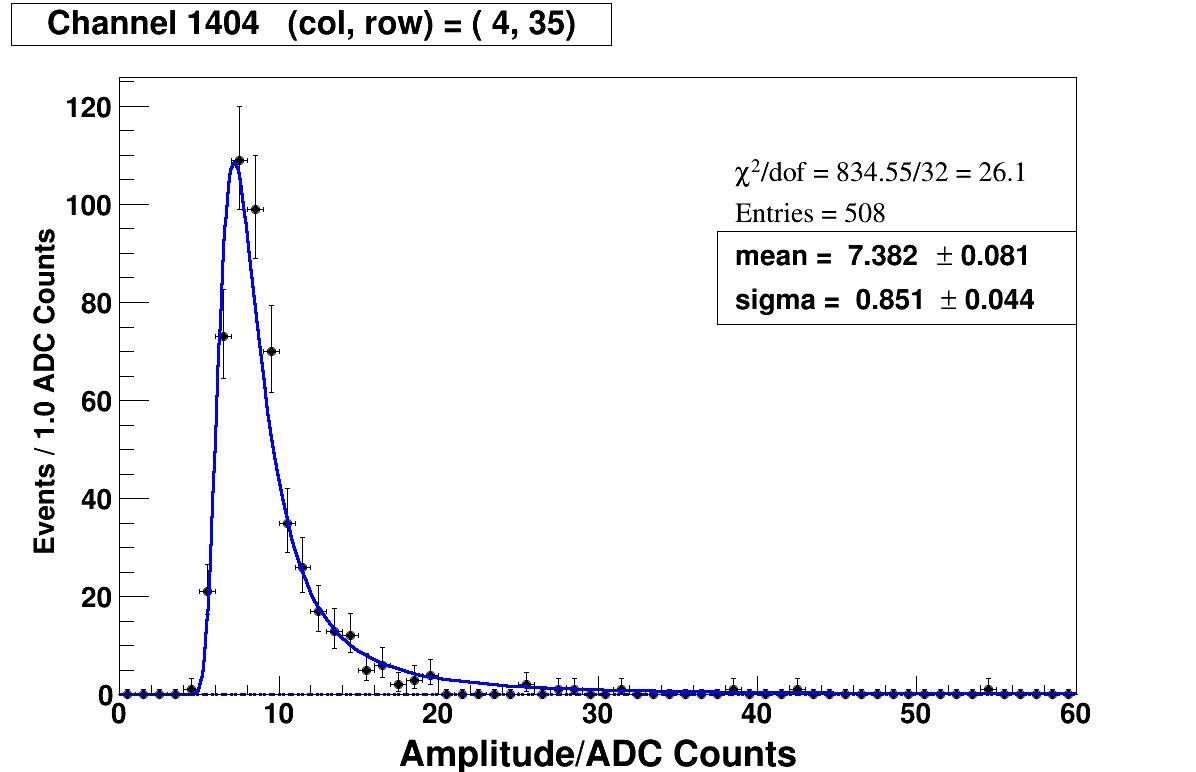 Channel 1404 (col, row) = ( 4, 35)
120
100
80
60
40
20
0
Events / 1.0 ADC Counts
χ²/dof = 834.55/32 = 26.1
Entries = 508
mean = 7.382 ± 0.081
sigma = 0.851 ± 0.044
0 10 20 30 40 50 60
Amplitude/ADC Counts